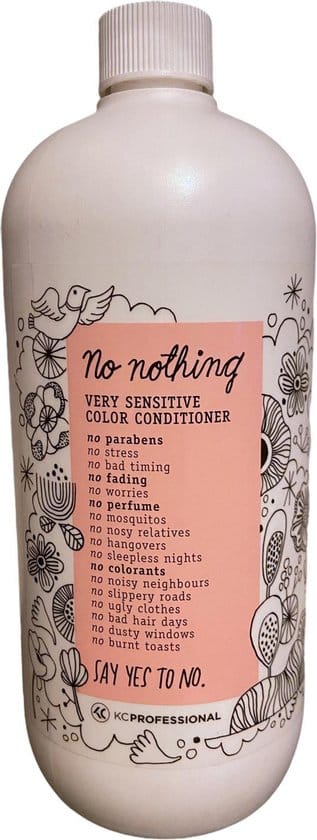 No nothing
VERY SENSITIVE
COLOR CONDITIONER
no parabens
no stress
no bad timing
no fading
no worries
no perfume
no mosquitos
no nosy relatives
no hangovers
no sleepless nights
no colorants
no noisy neighbours
no slippery roads
no ugly clothes
no bad hair days
no dusty windows
no burnt toasts
SAY YES TO NO.
KC PROFESSIONAL